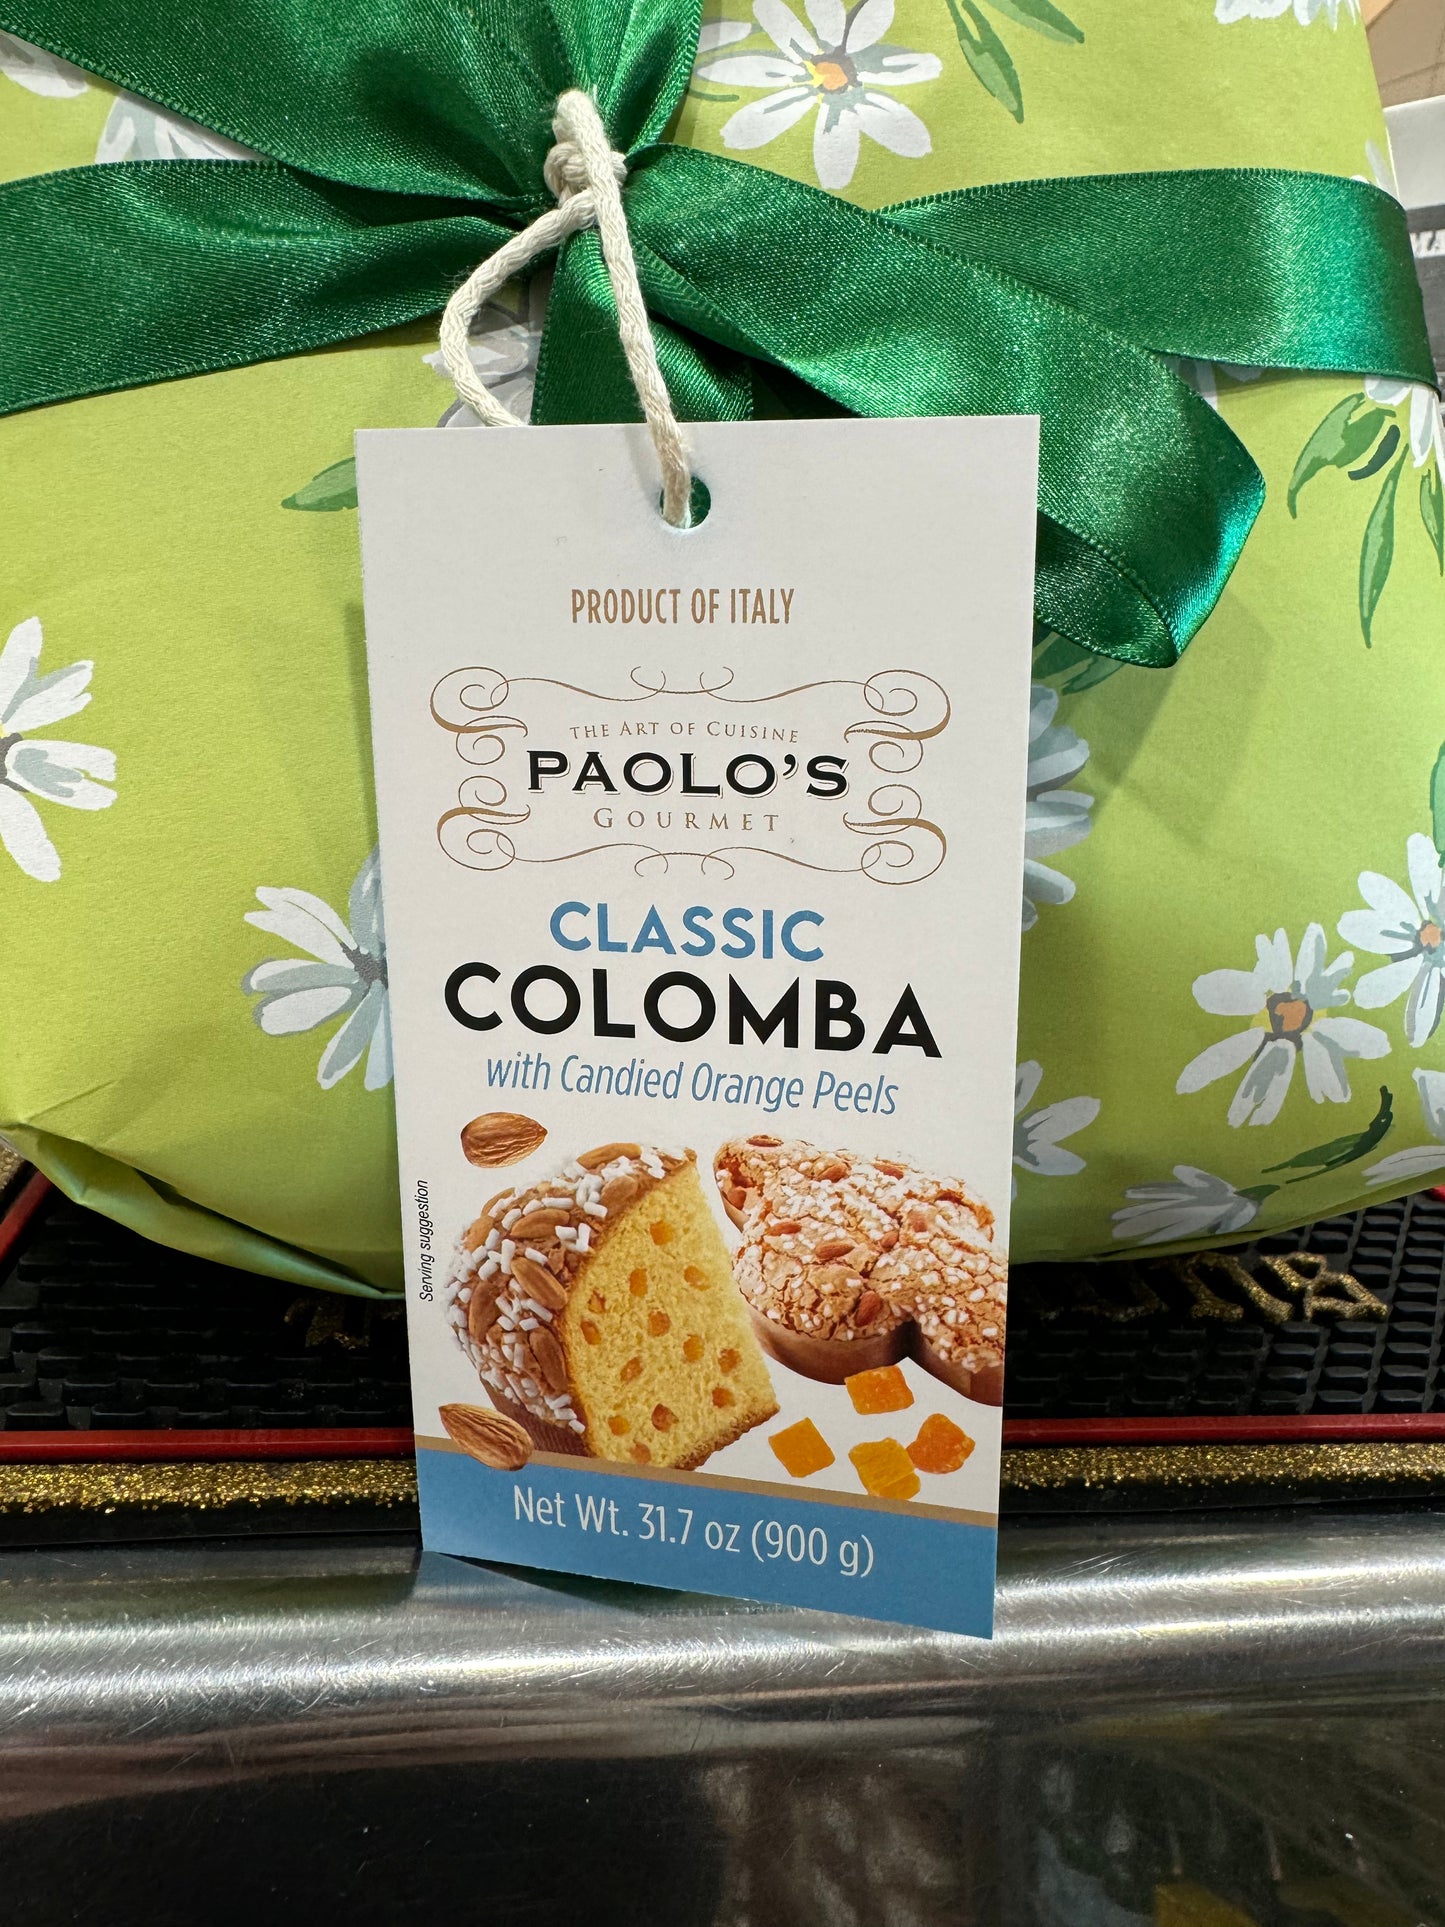 PRODUCT OF ITALY
THE ART OF CUISINE
PAOLO'S
GOURMET
CLASSIC
COLOMBA
with Candied Orange Peels
Serving suggestion
Net Wt. 31.7 oz (900 g)